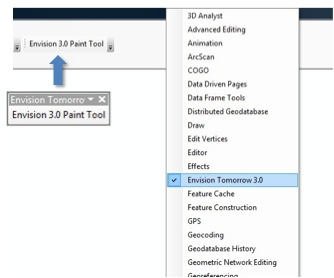 Envision 3.0 Paint Tool
Envision Tomorro
Envision 3.0 Paint Tool
3D Analyst
Advanced Editing
Animation
ArcScan
COGO
Data Driven Pages
Data Frame Tools
Distributed Geodatabase
Draw
Edit Vertices
Editor
Effects
Envision Tomorrow 3.0
Feature Cache
Feature Construction
GPS
Geocoding
Geodatabase History
Geometric Network Editing
Georeferencing